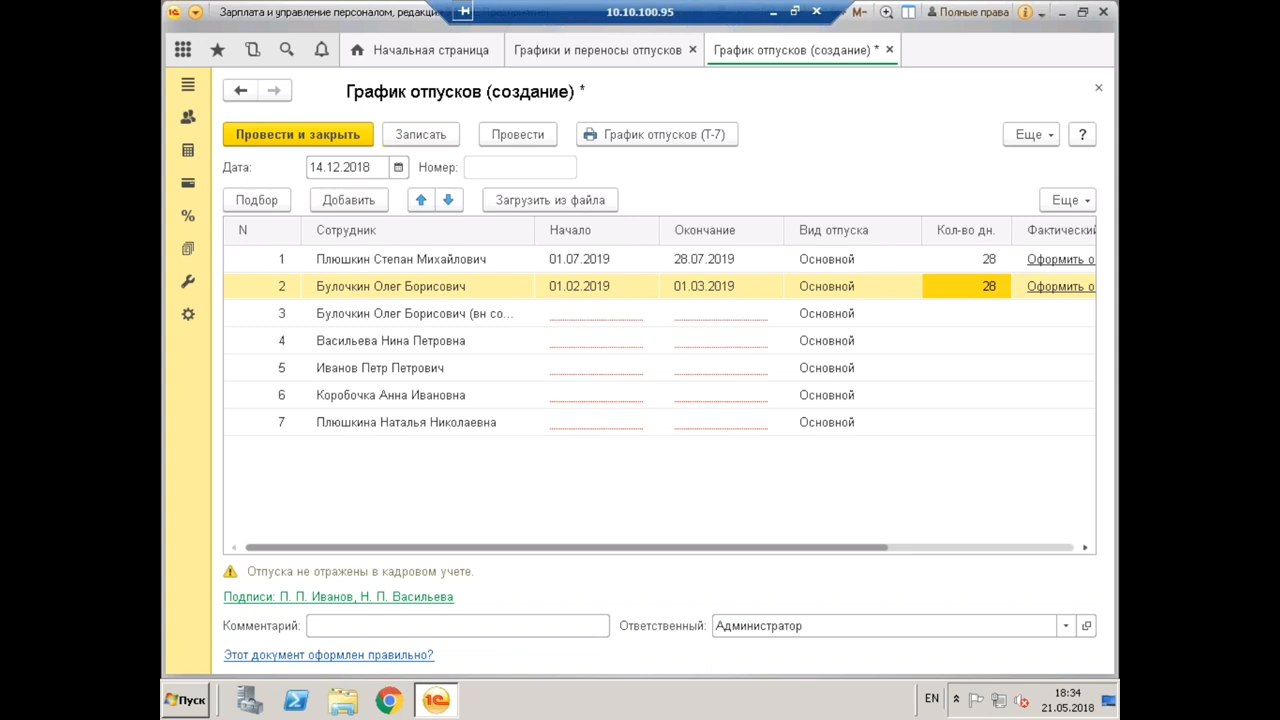 Зарплата и управление персоналом, редакция
10.10.100.95
M-
Полные права
Начальная страница
Графики и переносы отпусков
График отпусков (создание) *
График отпусков (создание) *
Провести и закрыть
Записать
Провести
График отпусков (Т-7)
Еще
?
Дата:
14.12.2018
Номер:
Подбор
Добавить
Загрузить из файла
Еще
N Сотрудник Начало Окончание Вид отпуска Кол-во дн. Фактический
1 Плюшкин Степан Михайлович 01.07.2019 28.07.2019 Основной 28 Оформить о
2 Булочкин Олег Борисович 01.02.2019 01.03.2019 Основной 28 Оформить о
3 Булочкин Олег Борисович (вн со... Основной
4 Васильева Нина Петровна Основной
5 Иванов Петр Петрович Основной
6 Коробочка Анна Ивановна Основной
7 Плюшкина Наталья Николаевна Основной
Отпуска не отражены в кадровом учете.
Подписи: П. П. Иванов, Н. П. Васильева
Комментарий:
Ответственный:
Администратор
Этот документ оформлен правильно?
Пуск
EN
18:34
21.05.2018